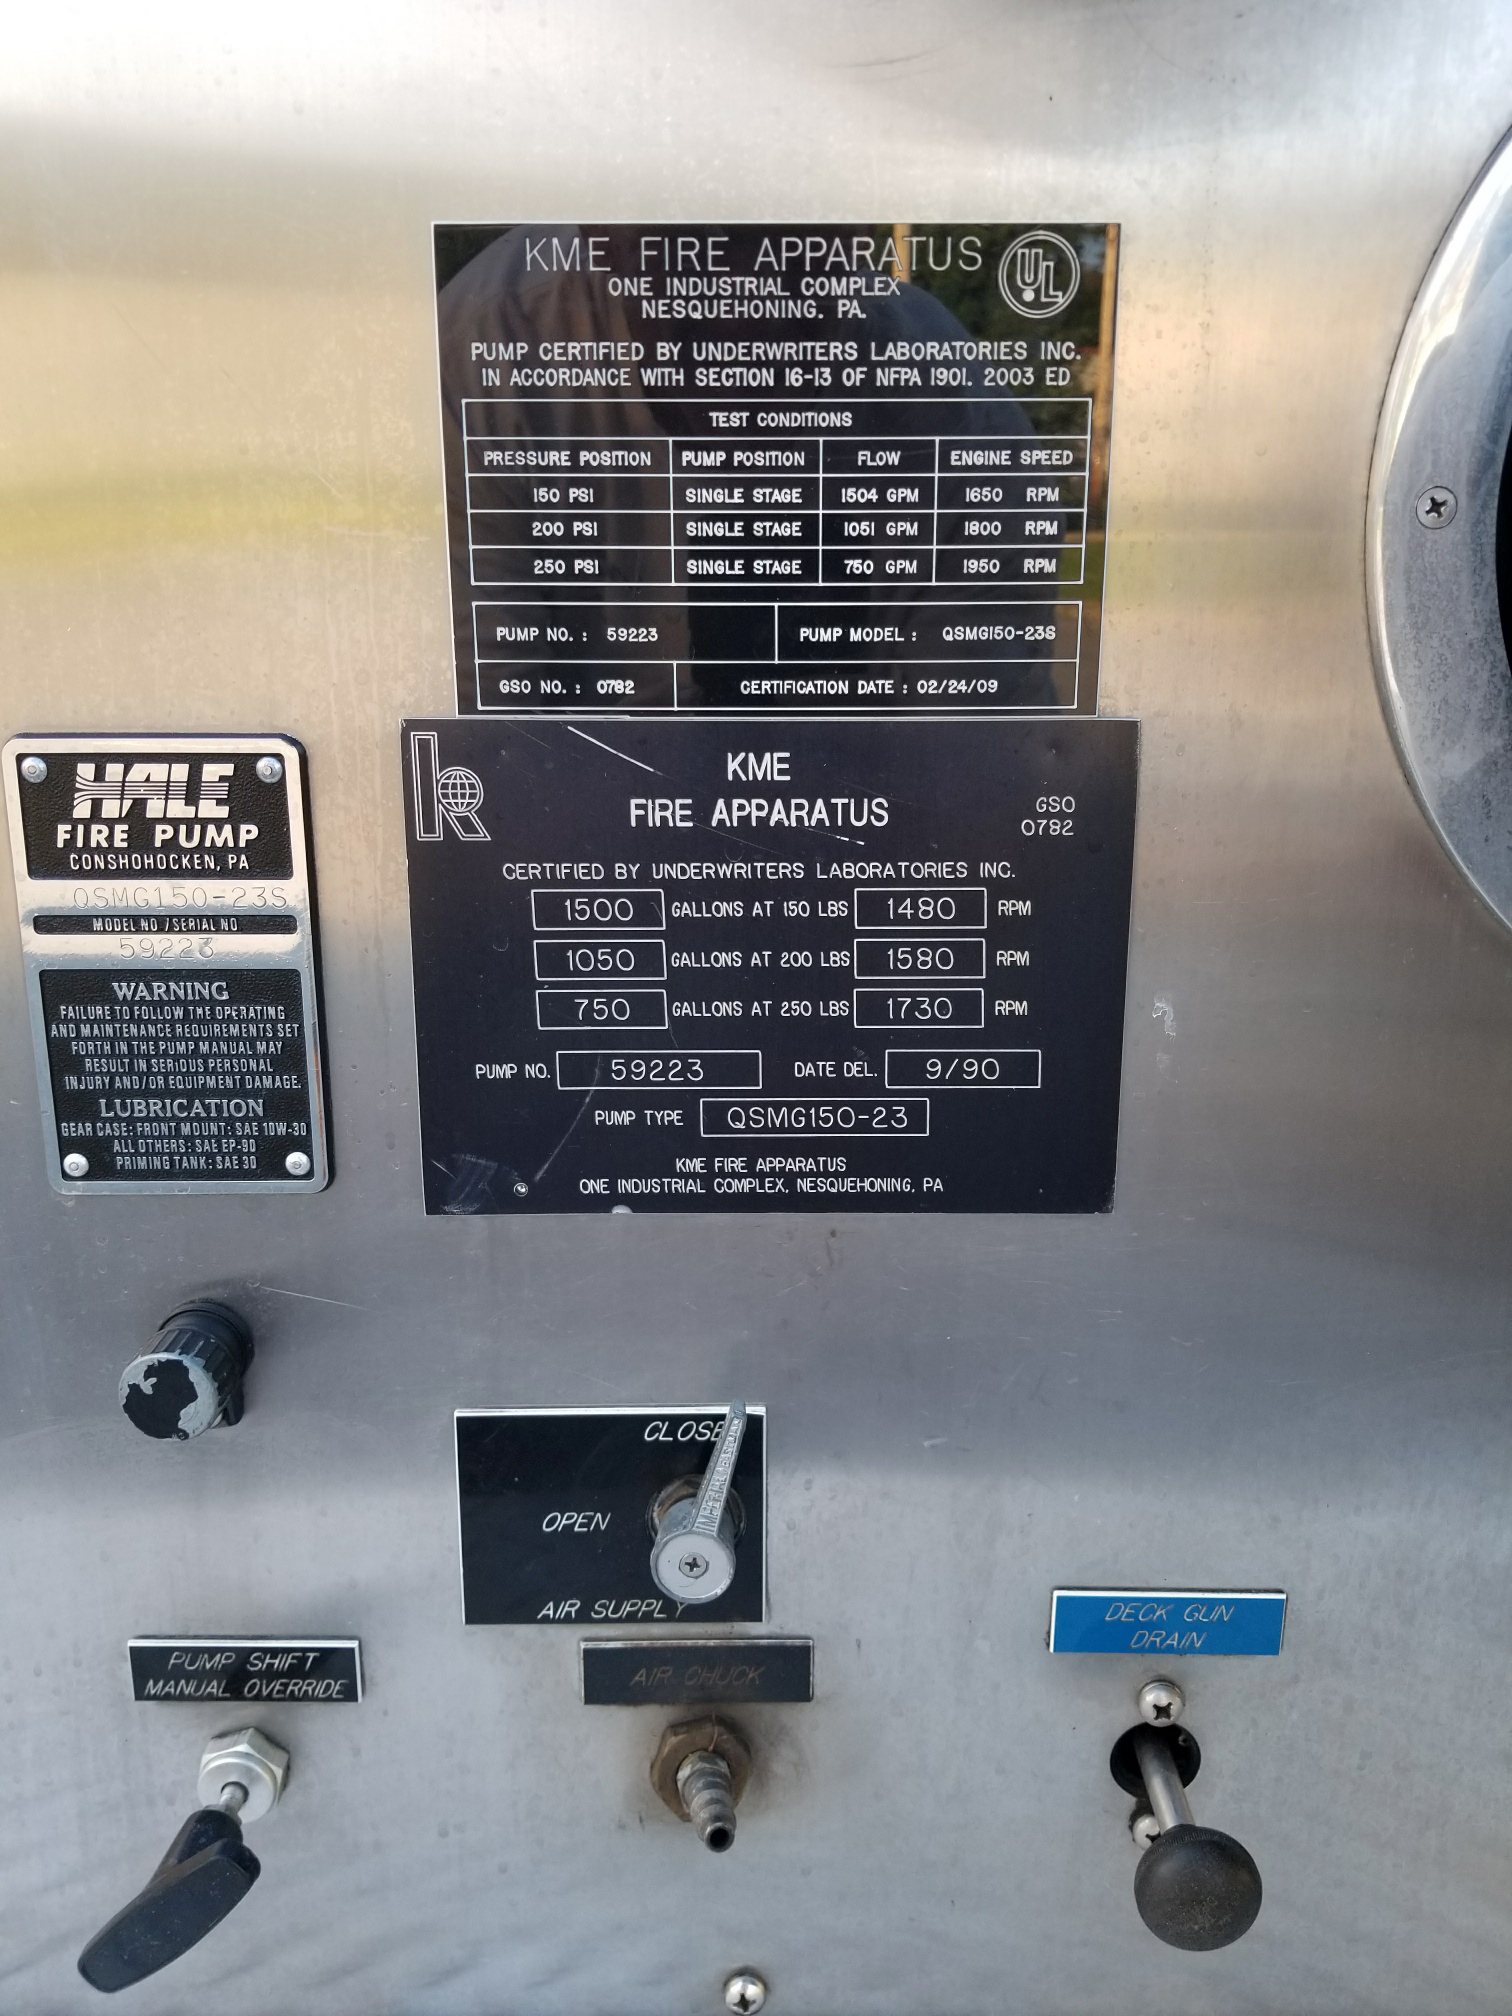 KME FIRE APPARATUS
ONE INDUSTRIAL COMPLEX
NESQUEHONING, PA.
UL
PUMP CERTIFIED BY UNDERWRITERS LABORATORIES INC.
IN ACCORDANCE WITH SECTION 16-13 OF NFPA 1901. 2003 ED
TEST CONDITIONS
PRESSURE POSITION PUMP POSITION FLOW ENGINE SPEED
150 PSI SINGLE STAGE 1504 GPM 1650 RPM
200 PSI SINGLE STAGE 1051 GPM 1800 RPM
250 PSI SINGLE STAGE 750 GPM 1950 RPM
PUMP NO. : 59223 PUMP MODEL : QSMG150-23S
GSO NO. : 0782 CERTIFICATION DATE : 02/24/09
HALE
FIRE PUMP
CONSHOHOCKEN, PA
QSMG150-23S
MODEL NO / SERIAL NO.
59223
WARNING
FAILURE TO FOLLOW THE OPERATING
AND MAINTENANCE REQUIREMENTS SET
FORTH IN THE PUMP MANUAL MAY
RESULT IN SERIOUS PERSONAL
INJURY AND/OR EQUIPMENT DAMAGE.
LUBRICATION
GEAR CASE: FRONT MOUNT: SAE 10W-30
ALL OTHERS: SAE EP-90
PRIMING TANK: SAE 30
KME
FIRE APPARATUS
GSO
0782
CERTIFIED BY UNDERWRITERS LABORATORIES INC.
1500 GALLONS AT 150 LBS 1480 RPM
1050 GALLONS AT 200 LBS 1580 RPM
750 GALLONS AT 250 LBS 1730 RPM
PUMP NO. 59223 DATE DEL. 9/90
PUMP TYPE QSMG150-23
KME FIRE APPARATUS
ONE INDUSTRIAL COMPLEX, NESQUEHONING, PA
CLOSE
OPEN
AIR SUPPLY
PUMP SHIFT
MANUAL OVERRIDE
AIR CHUCK
DECK GUN
DRAIN